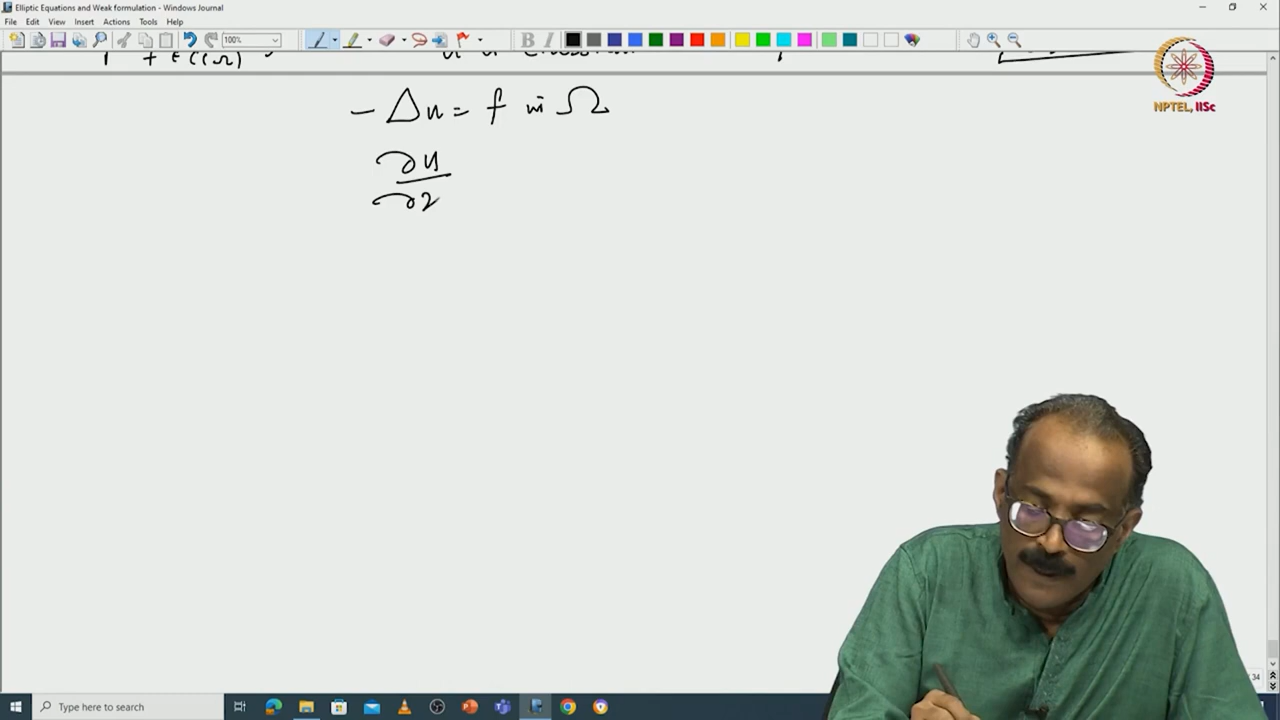 Elliptic Equations and Weak formulation - Windows Journal
File Edit View Insert Actions Tools Help
100%
B I
NPTEL, IISc
- Δu = f in Ω
∂u
∂ν
/ 34
Type here to search